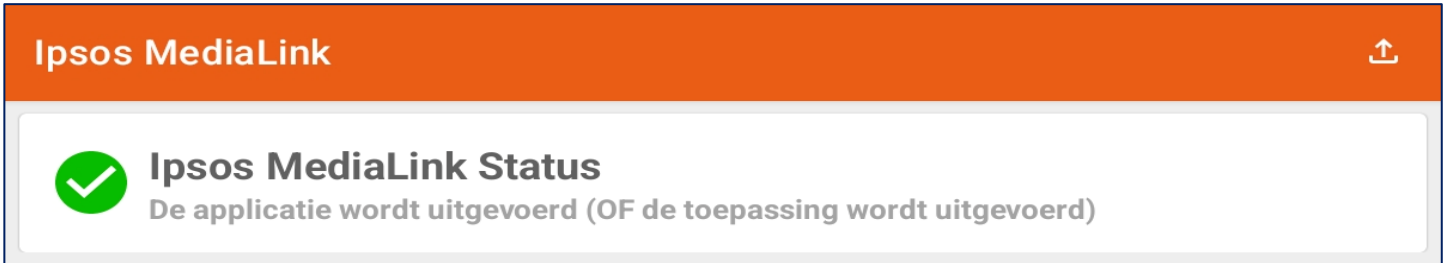 Ipsos MediaLink
Ipsos MediaLink Status
De applicatie wordt uitgevoerd (OF de toepassing wordt uitgevoerd)